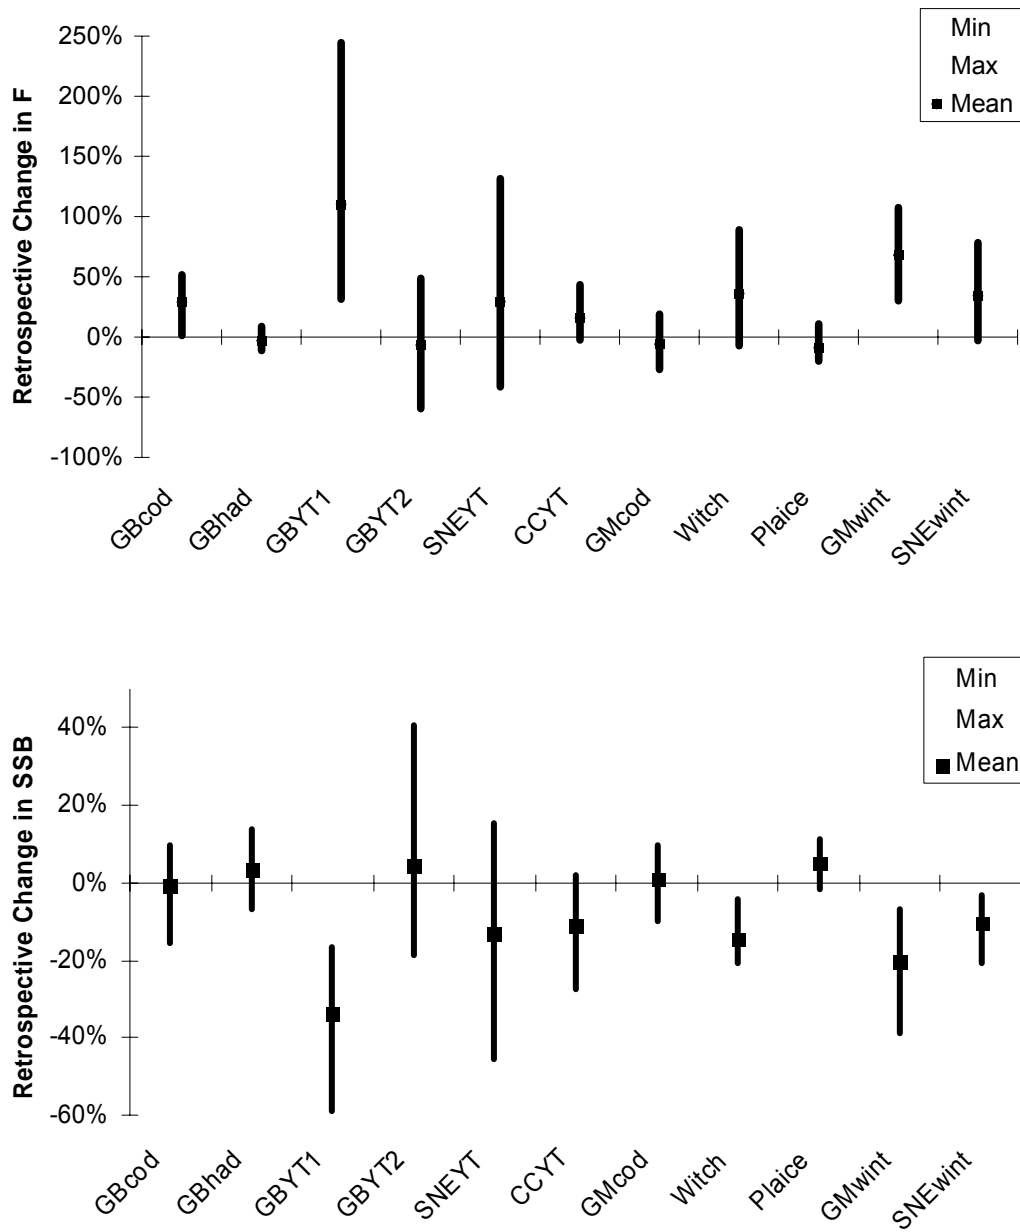 250%
200%
150%
100%
50%
0%
-50%
-100%
Retrospective Change in F
Min
Max
Mean
GBcod
GBhad
GBYT1
GBYT2
SNEYT
CCYT
GMcod
Witch
Plaice
GMwint
SNEwint
40%
20%
0%
-20%
-40%
-60%
Retrospective Change in SSB
Min
Max
Mean
GBcod
GBhad
GBYT1
GBYT2
SNEYT
CCYT
GMcod
Witch
Plaice
GMwint
SNEwint